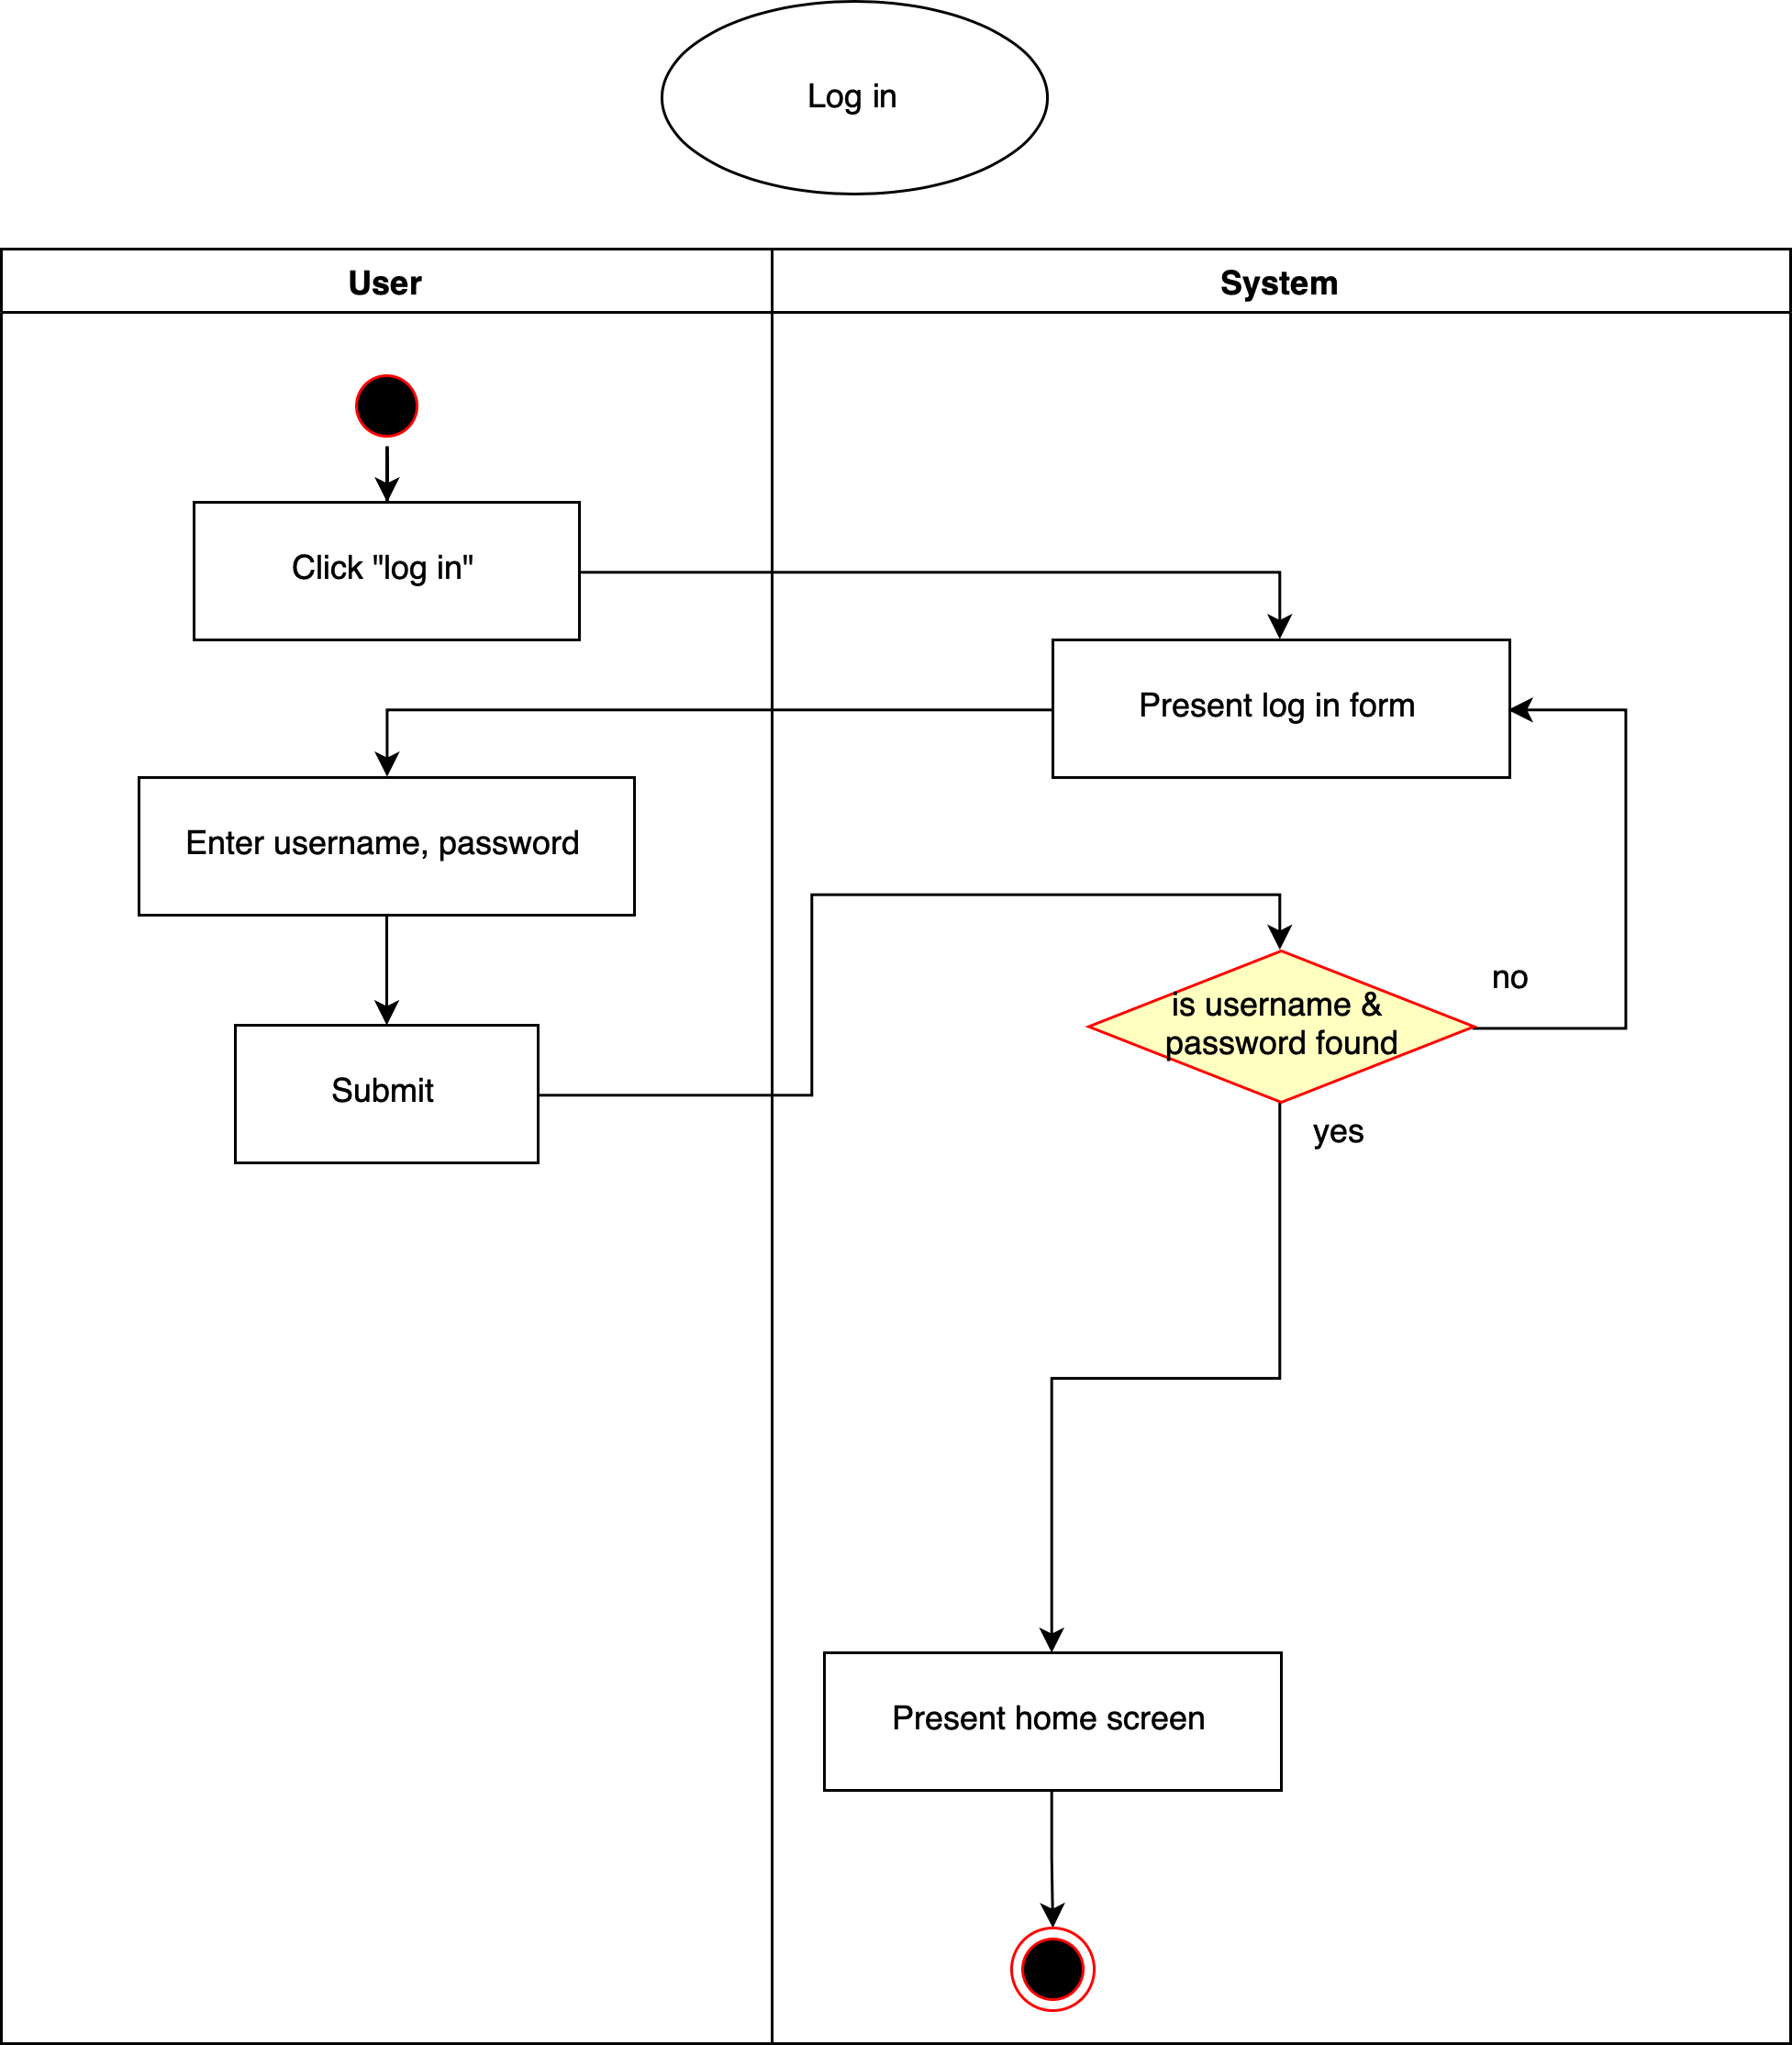 Log in
User
System
Click "log in"
Present log in form
Enter username, password
is username &
password found
no
Submit
yes
Present home screen